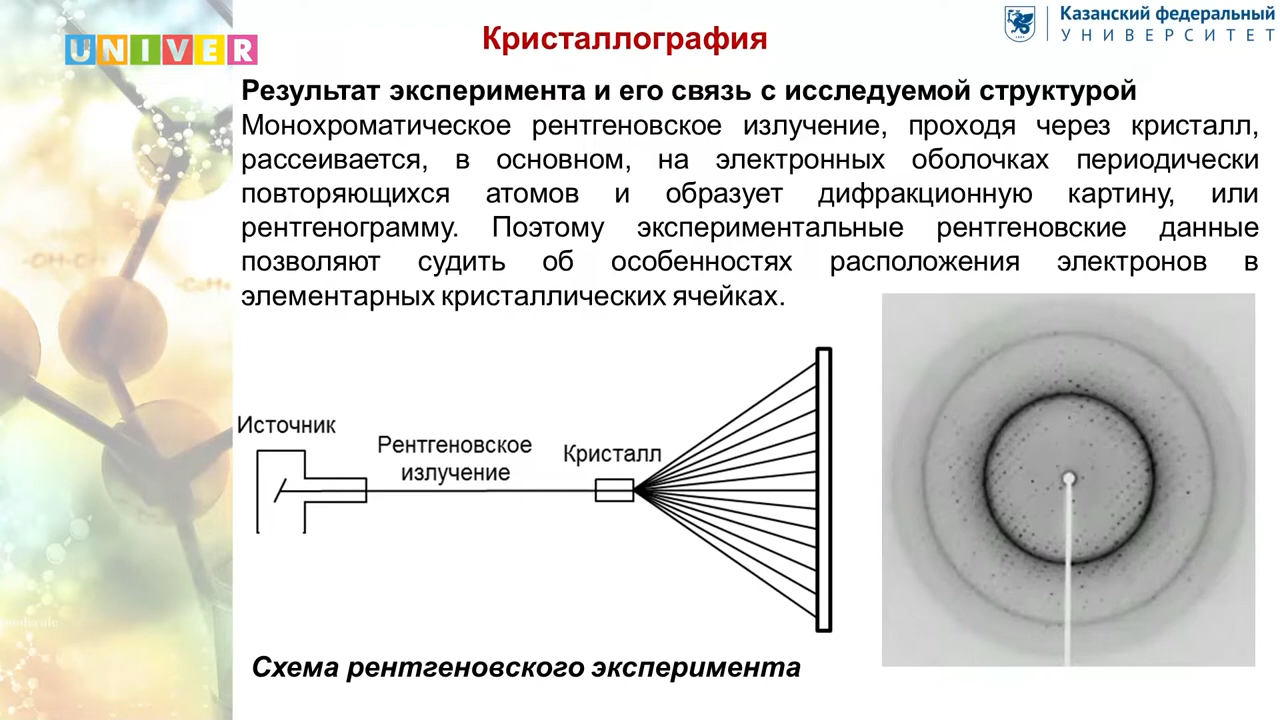 UNIVER
Кристаллография
Казанский федеральный
УНИВЕРСИТЕТ
Результат эксперимента и его связь с исследуемой структурой
Монохроматическое рентгеновское излучение, проходя через кристалл,
рассеивается, в основном, на электронных оболочках периодически
повторяющихся атомов и образует дифракционную картину, или
рентгенограмму. Поэтому экспериментальные рентгеновские данные
позволяют судить об особенностях расположения электронов в
элементарных кристаллических ячейках.
Источник
Рентгеновское
излучение
Кристалл
Схема рентгеновского эксперимента